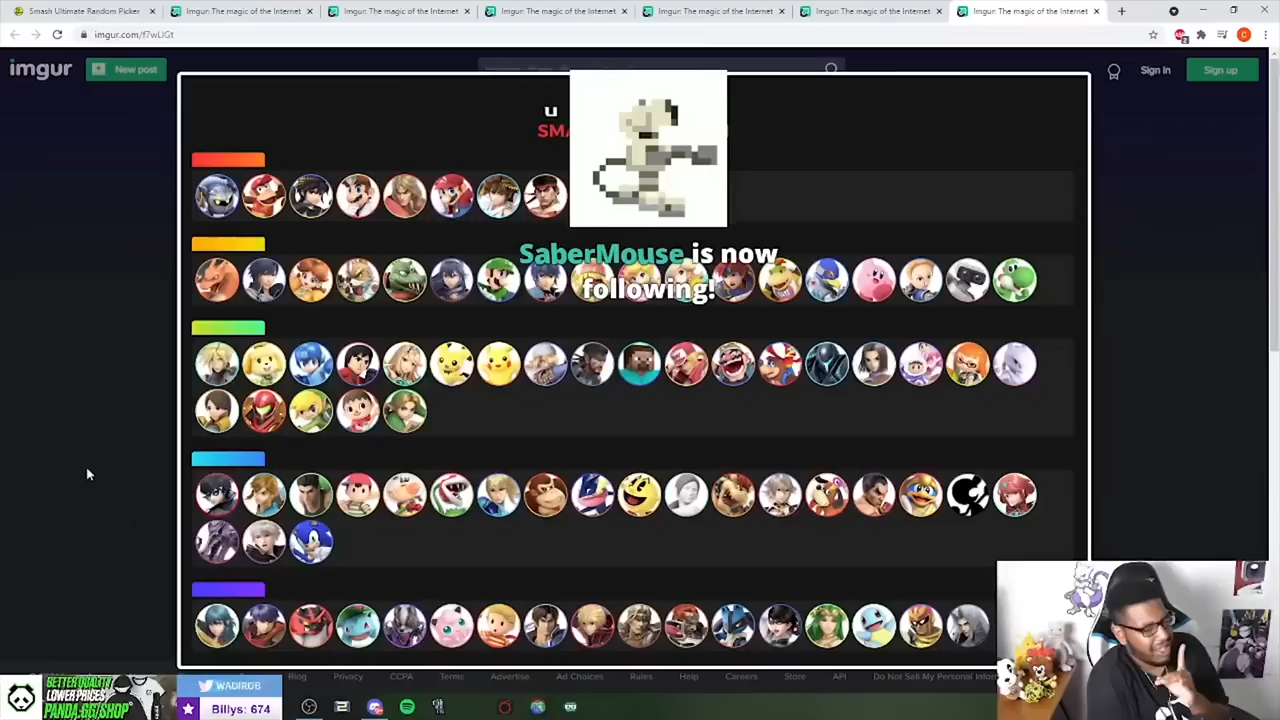 Smash Ultimate Random Picker
Imgur: The magic of the Internet
Imgur: The magic of the Internet
Imgur: The magic of the Internet
Imgur: The magic of the Internet
Imgur: The magic of the Internet
Imgur: The magic of the Internet
imgur.com/f7wLIGt
imgur
New post
Sign in
Sign up
U
SMA
SaberMouse is now
following!
Blog
Privacy
CCPA
Terms
Advertise
Ad Choices
Rules
Help
Careers
Store
API
Do Not Sell My Personal Infor
BETTER QUALITY
LOWER PRICES
PANDA.GG/SHOP
WADIROB
Billys: 674